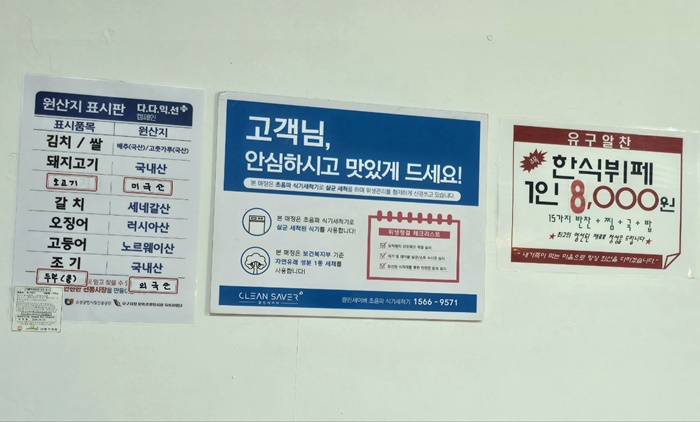 원산지 표시판 다.다.익.선
캠페인
표시품목 원산지
김치 / 쌀 배추(국산)/고춧가루(국산)
돼지고기 국내산
소고기 미국산
갈치 세네갈산
오징어 러시아산
고등어 노르웨이산
조기 국내산
두부(콩) 외국산
고객님,
안심하시고 맛있게 드세요!
본 매장은 초음파 식기세척기로 살균 세척을 하며 위생관리를 철저하게 신경쓰고 있습니다
본 매장은 초음파 식기세척기로
살균 세척된 식기를 사용합니다!
본 매장은 보건복지부 기준
자연유래 성분 1종 세제를
사용합니다!
위생점검 체크리스트
CLEAN SAVER
클린세이버
클린세이버 초음파 식기세척기 1566-9571
유구알찬
한식뷔페
1인 8,000원
15가지 반찬 + 찜 + 국 + 밥
"내가족이 먹는 마음으로 항상 최선을 다하겠습니다"